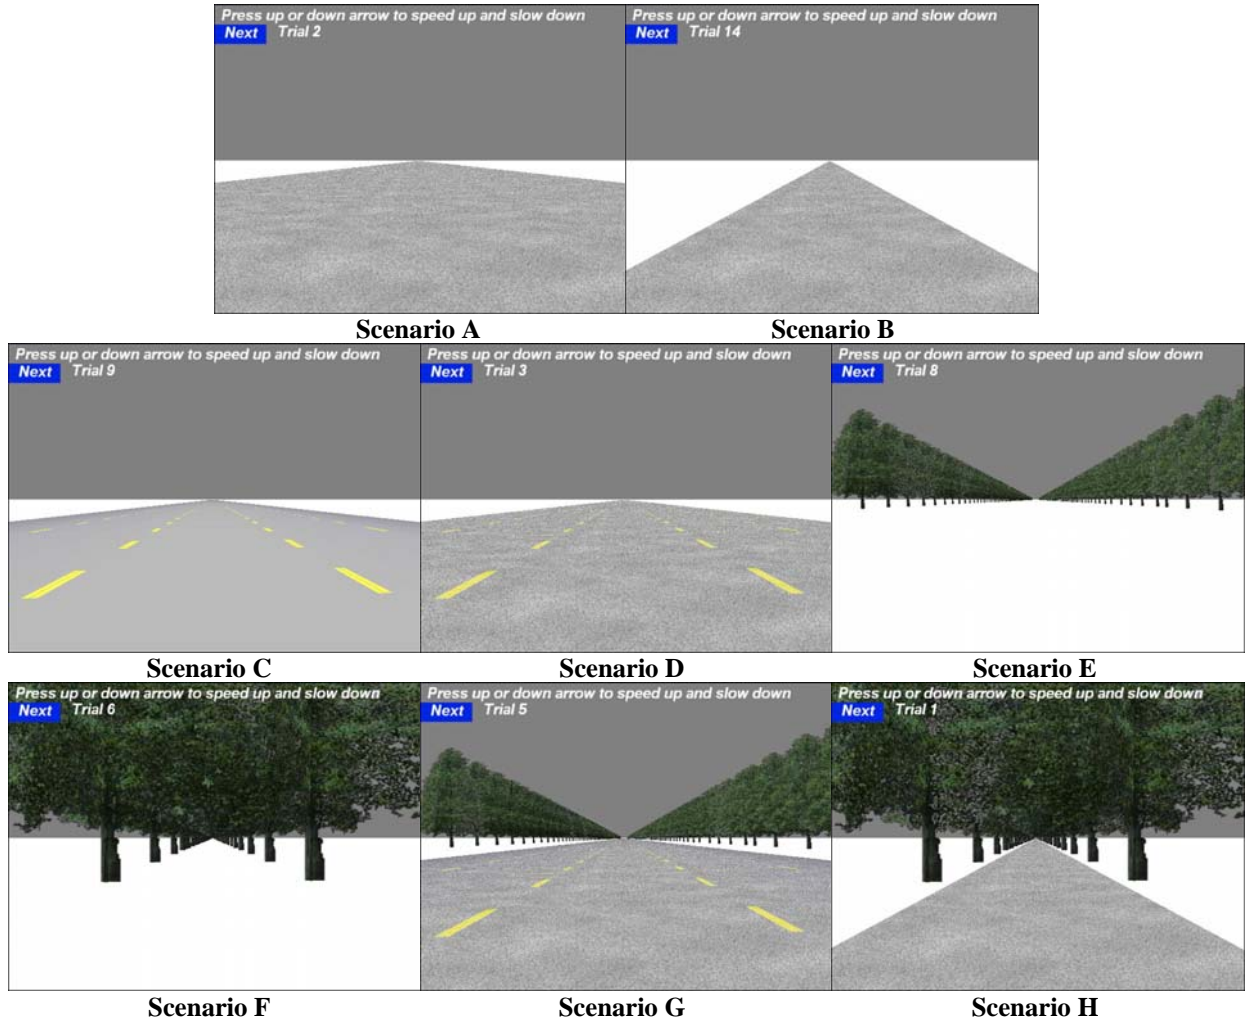 Press up or down arrow to speed up and slow down
Next Trial 2
Press up or down arrow to speed up and slow down
Next Trial 14
Scenario A
Scenario B
Press up or down arrow to speed up and slow down
Next Trial 9
Press up or down arrow to speed up and slow down
Next Trial 3
Press up or down arrow to speed up and slow down
Next Trial 8
Scenario C
Scenario D
Scenario E
Press up or down arrow to speed up and slow down
Next Trial 6
Press up or down arrow to speed up and slow down
Next Trial 5
Press up or down arrow to speed up and slow down
Next Trial 1
Scenario F
Scenario G
Scenario H